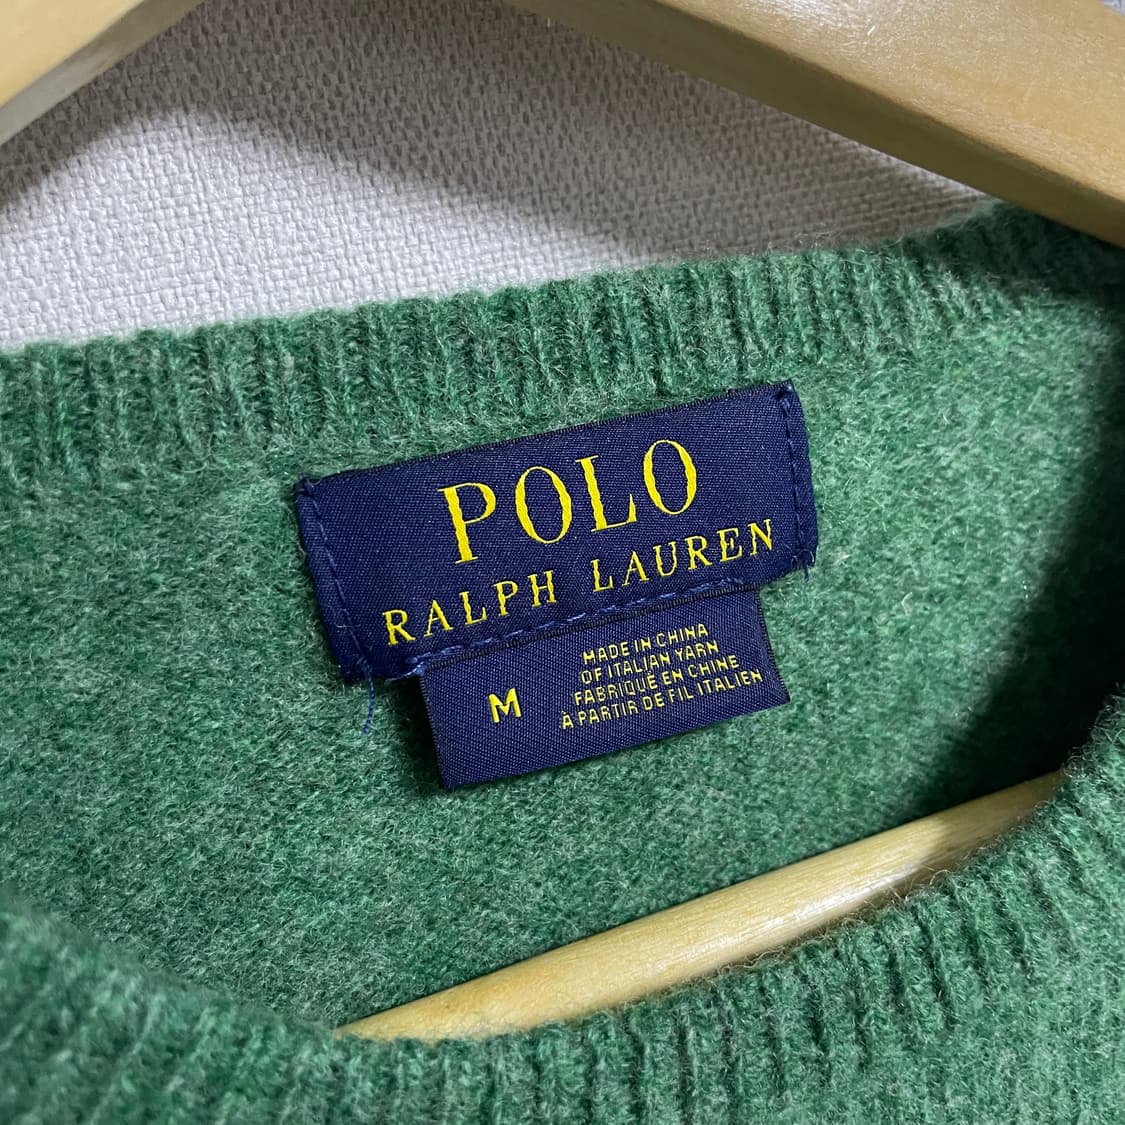 POLO
RALPH LAUREN
M
MADE IN CHINA
OF ITALIAN YARN
FABRIQUÉ EN CHINE
À PARTIR DE FIL ITALIEN